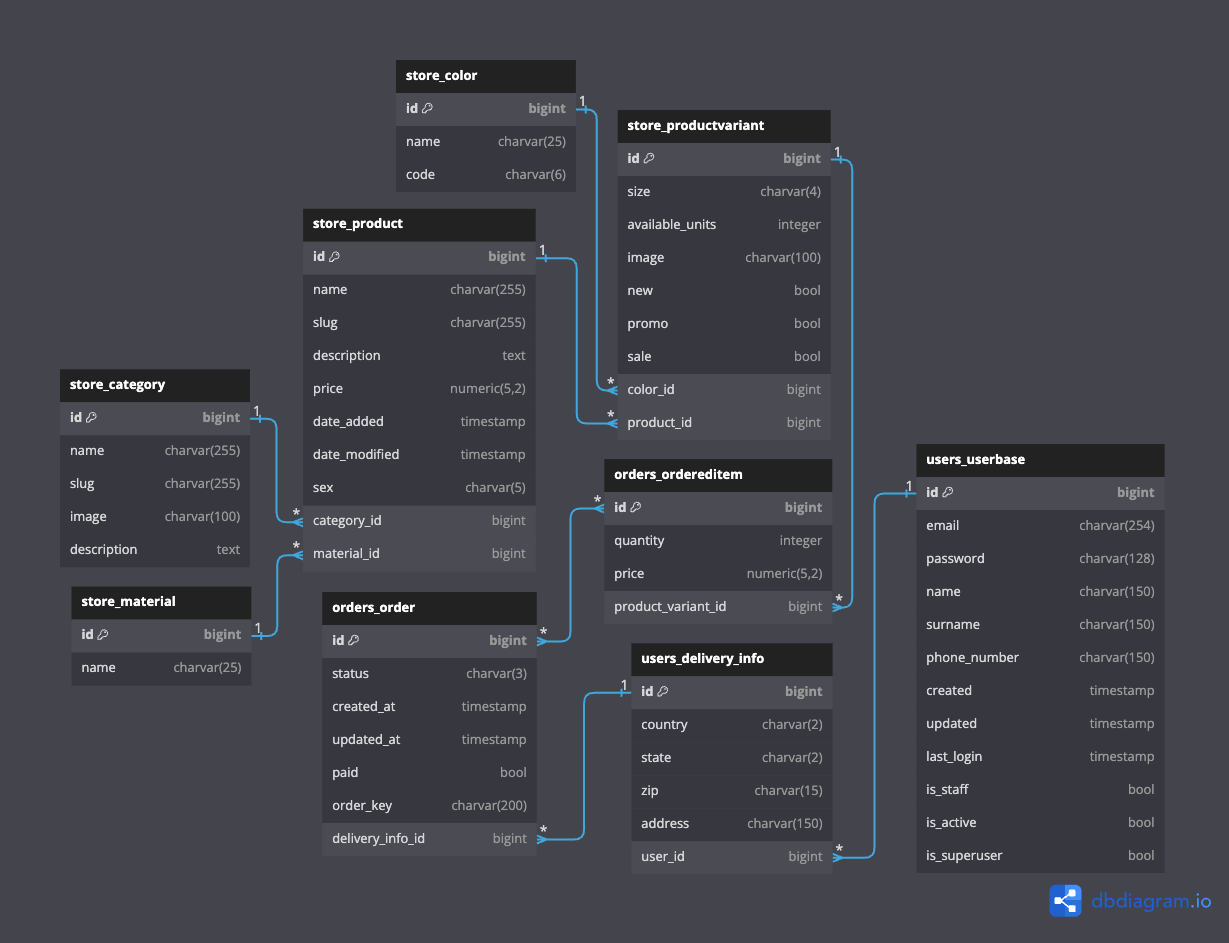 store_color
id bigint
name charvar(25)
code charvar(6)
1
store_productvariant
id bigint
size charvar(4)
available_units integer
image charvar(100)
new bool
promo bool
sale bool
color_id bigint
product_id bigint
1
*
*
store_product
id bigint
name charvar(255)
slug charvar(255)
description text
price numeric(5,2)
date_added timestamp
date_modified timestamp
sex charvar(5)
category_id bigint
material_id bigint
1
*
*
store_category
id bigint
name charvar(255)
slug charvar(255)
image charvar(100)
description text
1
store_material
id bigint
name charvar(25)
1
orders_ordereditem
id bigint
quantity integer
price numeric(5,2)
product_variant_id bigint
*
*
orders_order
id bigint
status charvar(3)
created_at timestamp
updated_at timestamp
paid bool
order_key charvar(200)
delivery_info_id bigint
*
*
users_delivery_info
id bigint
country charvar(2)
state charvar(2)
zip charvar(15)
address charvar(150)
user_id bigint
1
*
users_userbase
id bigint
email charvar(254)
password charvar(128)
name charvar(150)
surname charvar(150)
phone_number charvar(150)
created timestamp
updated timestamp
last_login timestamp
is_staff bool
is_active bool
is_superuser bool
1
dbdiagram.io